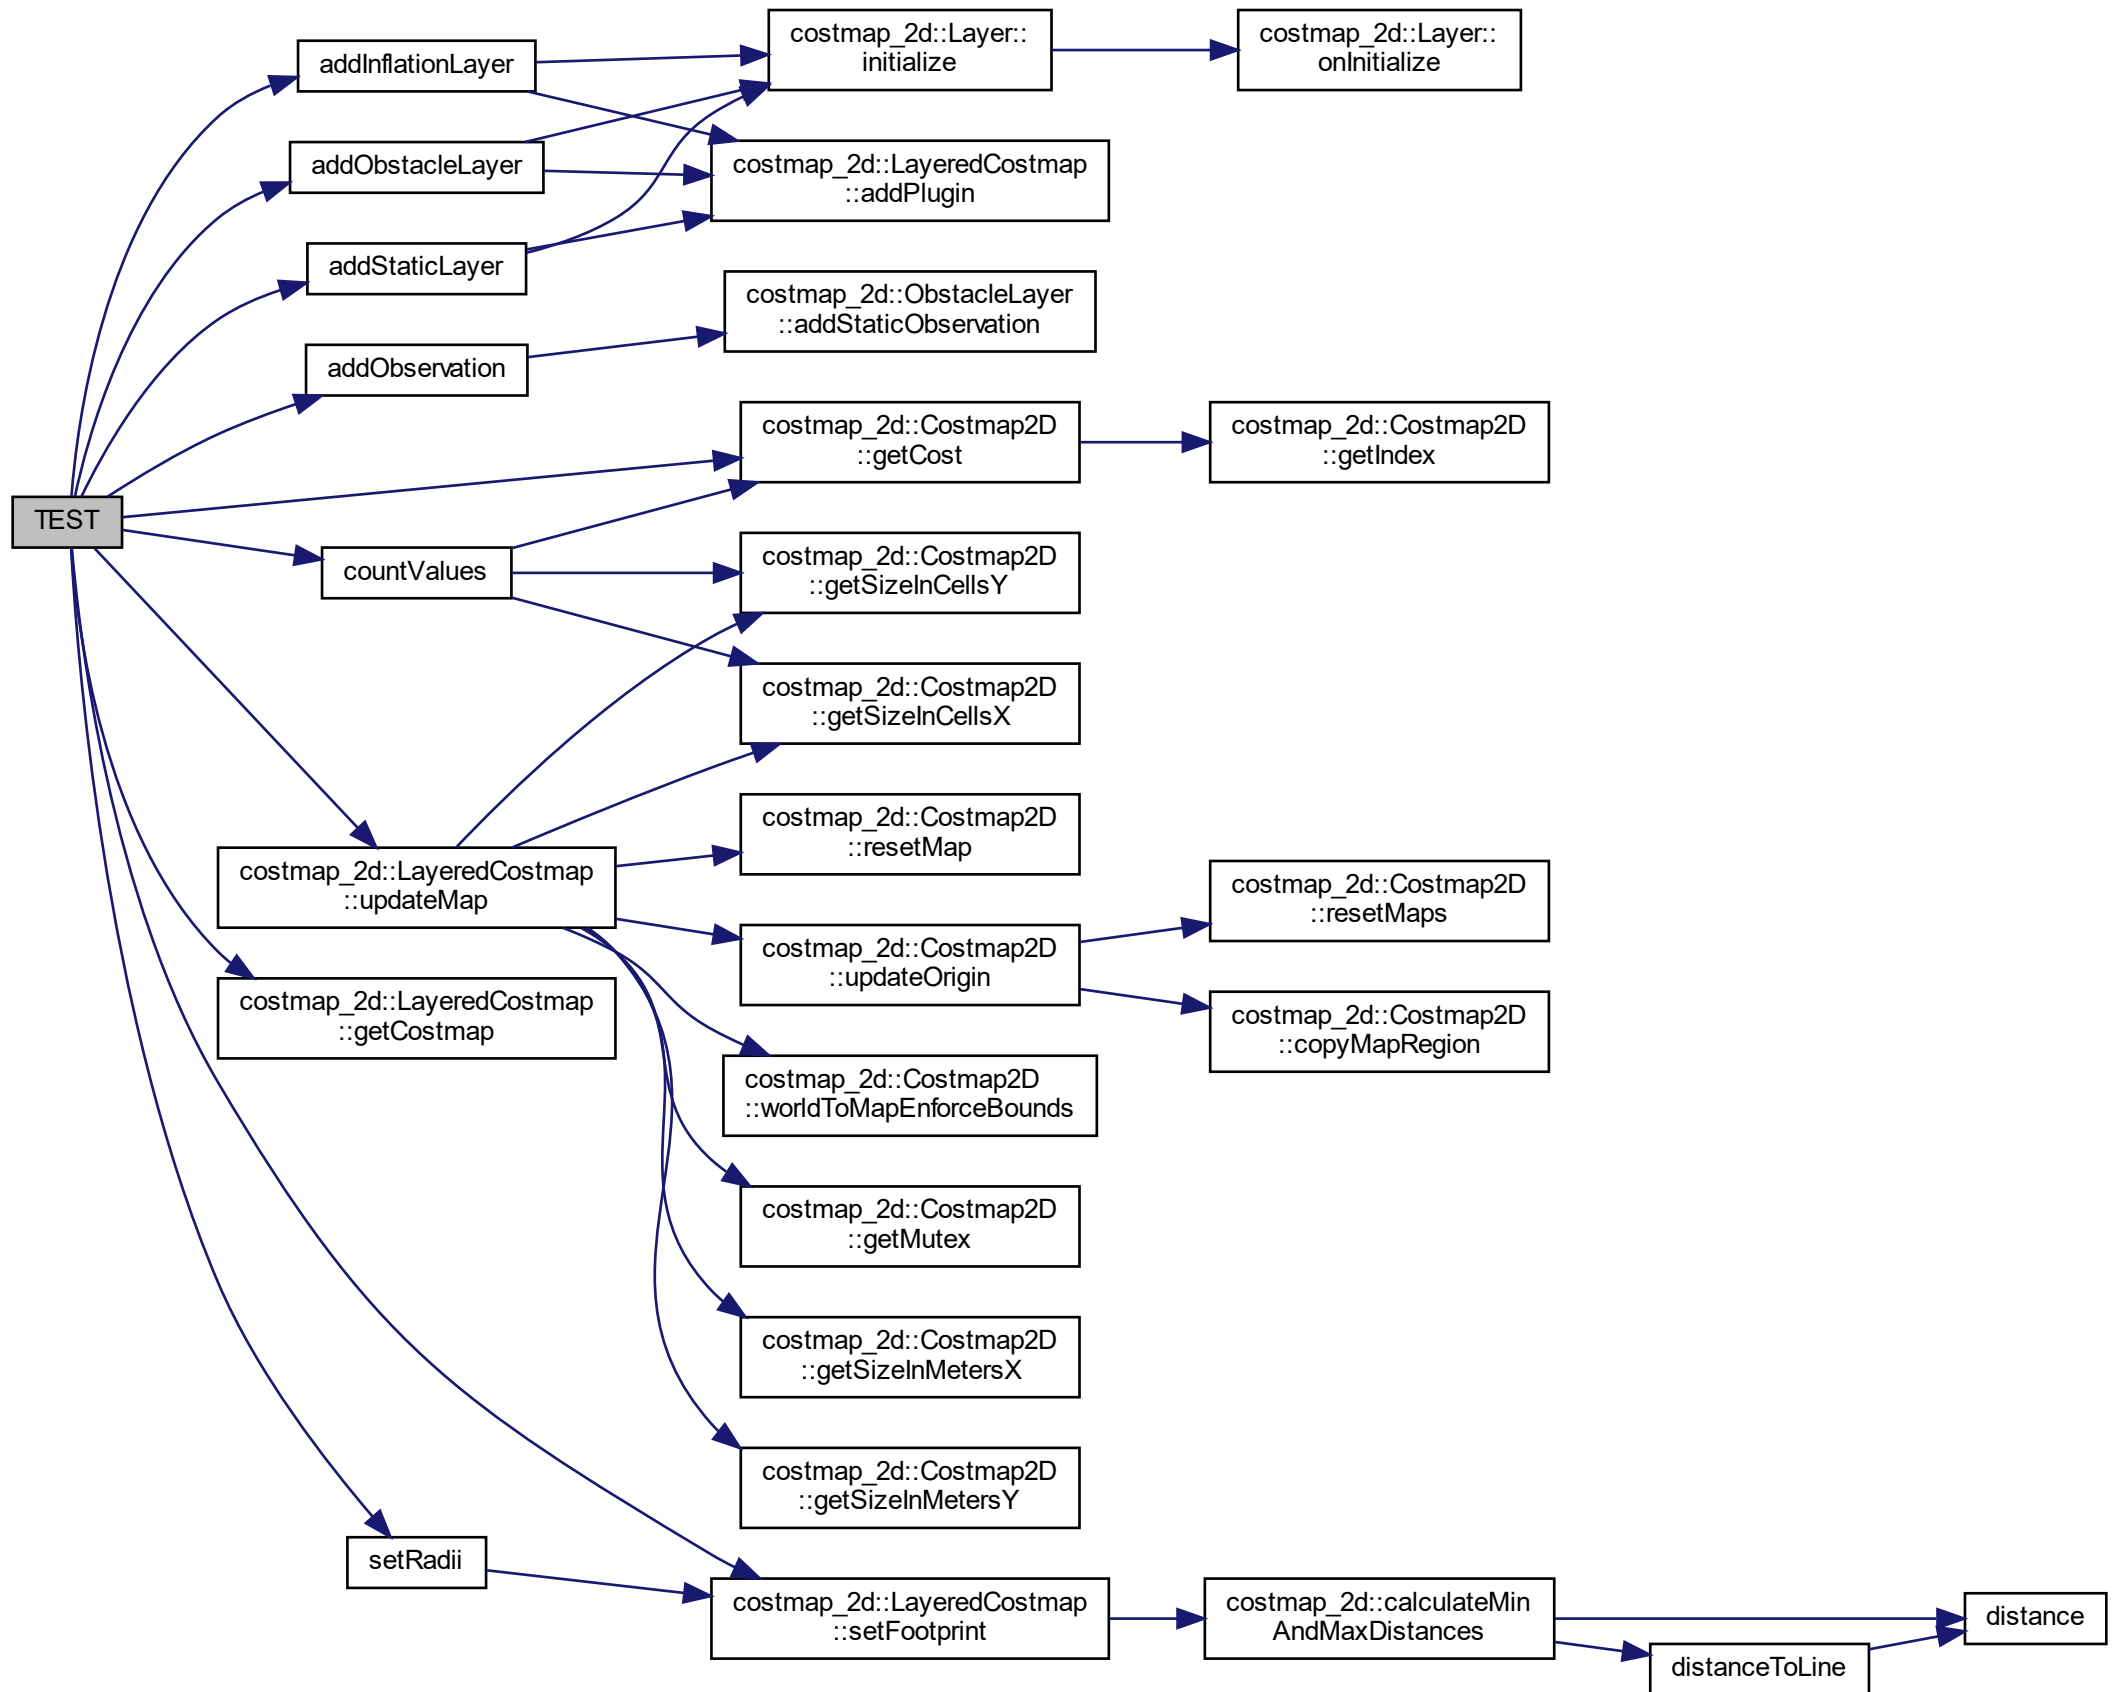 TEST
addInflationLayer
addObstacleLayer
addStaticLayer
addObservation
countValues
costmap_2d::LayeredCostmap
::updateMap
costmap_2d::LayeredCostmap
::getCostmap
setRadii
costmap_2d::Layer::
initialize
costmap_2d::LayeredCostmap
::addPlugin
costmap_2d::ObstacleLayer
::addStaticObservation
costmap_2d::Costmap2D
::getCost
costmap_2d::Costmap2D
::getSizeInCellsY
costmap_2d::Costmap2D
::getSizeInCellsX
costmap_2d::Costmap2D
::resetMap
costmap_2d::Costmap2D
::updateOrigin
costmap_2d::Costmap2D
::worldToMapEnforceBounds
costmap_2d::Costmap2D
::getMutex
costmap_2d::Costmap2D
::getSizeInMetersX
costmap_2d::Costmap2D
::getSizeInMetersY
costmap_2d::LayeredCostmap
::setFootprint
costmap_2d::Layer::
onInitialize
costmap_2d::Costmap2D
::getIndex
costmap_2d::Costmap2D
::resetMaps
costmap_2d::Costmap2D
::copyMapRegion
costmap_2d::calculateMin
AndMaxDistances
distance
distanceToLine